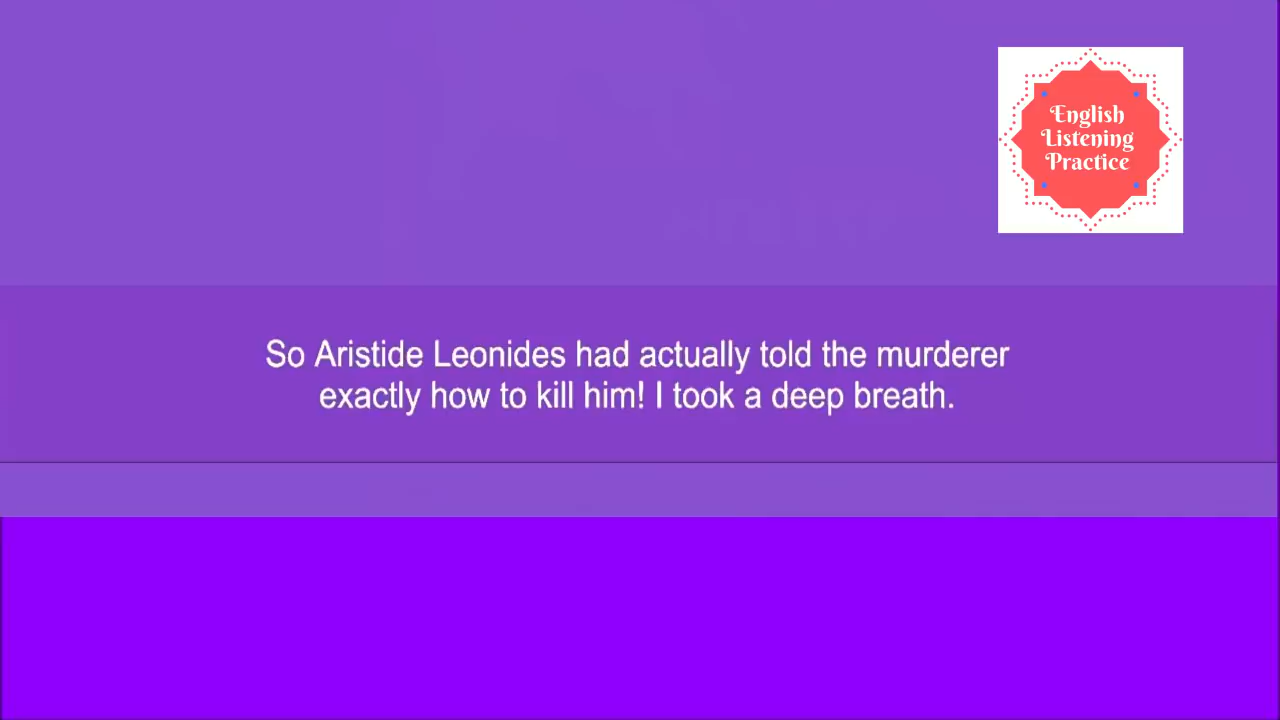 English
Listening
Practice
So Aristide Leonides had actually told the murderer
exactly how to kill him! I took a deep breath.